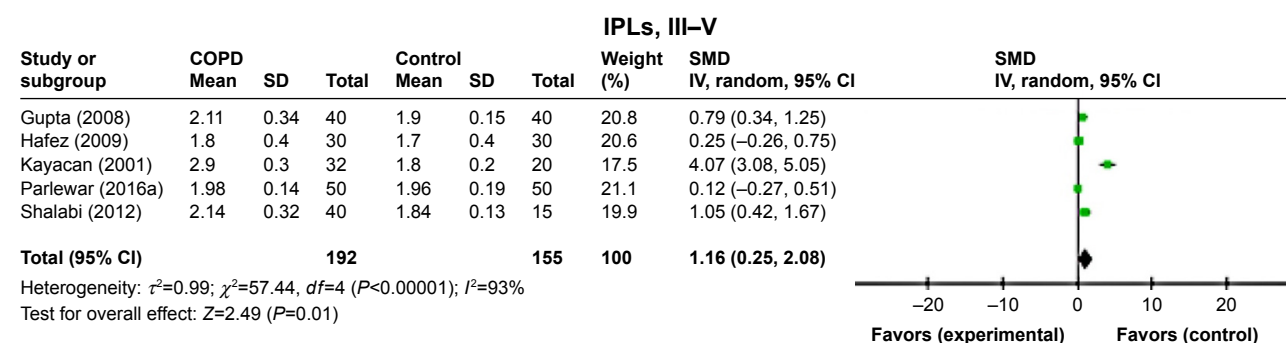 IPLs, III–V
Study or COPD Control Weight SMD SMD
subgroup Mean SD Total Mean SD Total (%) IV, random, 95% CI IV, random, 95% CI
Gupta (2008) 2.11 0.34 40 1.9 0.15 40 20.8 0.79 (0.34, 1.25)
Hafez (2009) 1.8 0.4 30 1.7 0.4 30 20.6 0.25 (–0.26, 0.75)
Kayacan (2001) 2.9 0.3 32 1.8 0.2 20 17.5 4.07 (3.08, 5.05)
Parlewar (2016a) 1.98 0.14 50 1.96 0.19 50 21.1 0.12 (–0.27, 0.51)
Shalabi (2012) 2.14 0.32 40 1.84 0.13 15 19.9 1.05 (0.42, 1.67)
Total (95% CI) 192 155 100 1.16 (0.25, 2.08)
Heterogeneity: τ²=0.99; χ²=57.44, df=4 (P<0.00001); I²=93%
Test for overall effect: Z=2.49 (P=0.01)
–20 –10 0 10 20
Favors (experimental) Favors (control)